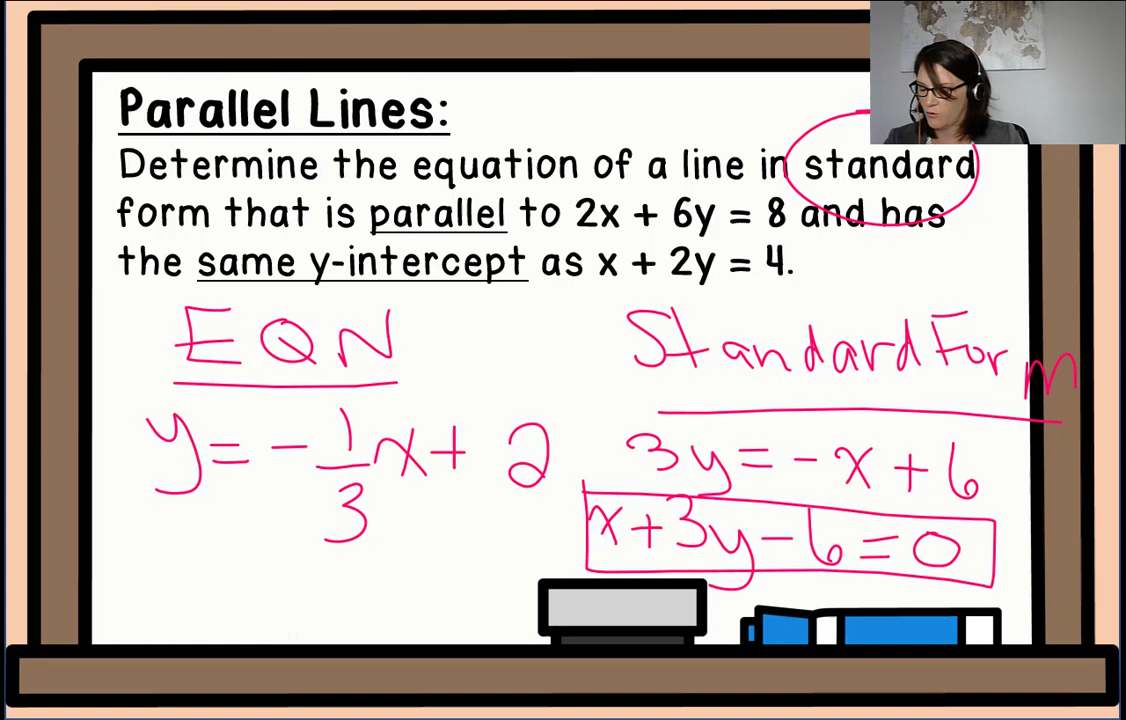 Parallel Lines:
Determine the equation of a line in standard
form that is parallel to 2x + 6y = 8 and has
the same y-intercept as x + 2y = 4.
EQN
y = - 1/3 x + 2
Standard Form
3y = -x + 6
x + 3y - 6 = 0